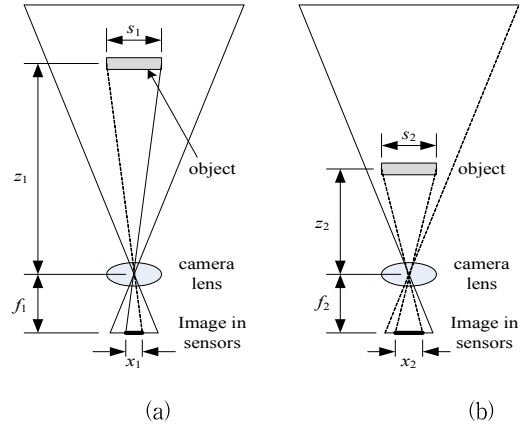 s1
object
z1
camera
lens
f1
Image in
sensors
x1
(a)
s2
object
z2
camera
lens
f2
Image in
sensors
x2
(b)